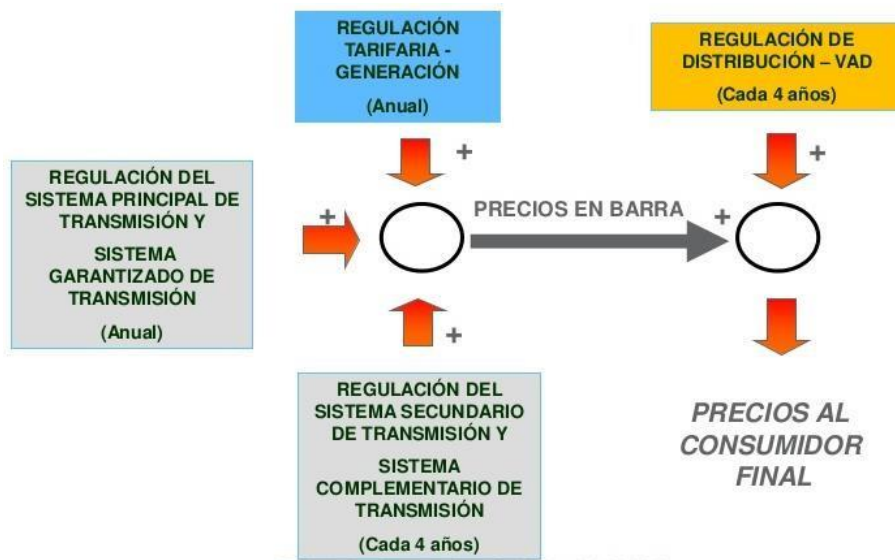 REGULACIÓN
TARIFARIA -
GENERACIÓN
(Anual)
REGULACIÓN DE
DISTRIBUCIÓN – VAD
(Cada 4 años)
+
+
REGULACIÓN DEL
SISTEMA PRINCIPAL DE
TRANSMISIÓN Y
SISTEMA
GARANTIZADO DE
TRANSMISIÓN
(Anual)
+
PRECIOS EN BARRA
+
+
REGULACIÓN DEL
SISTEMA SECUNDARIO
DE TRANSMISIÓN Y
SISTEMA
COMPLEMENTARIO DE
TRANSMISIÓN
(Cada 4 años)
PRECIOS AL
CONSUMIDOR
FINAL